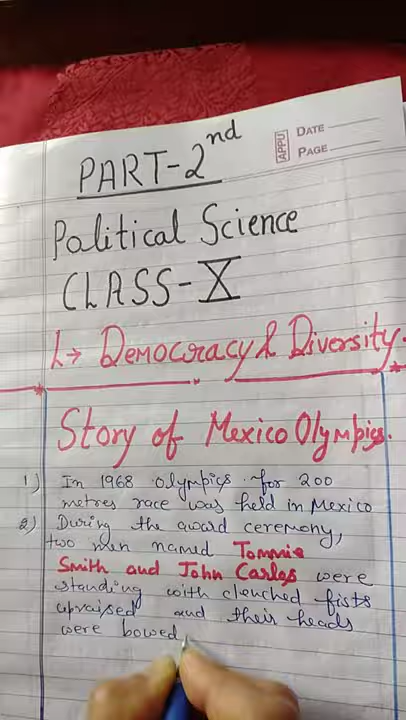 PART-2nd
APPU
DATE
PAGE
Political Science
CLASS-X
L→ Democracy & Diversity.
Story of Mexico Olympics.
1) In 1968 olympics for 200
metres race was held in Mexico
2) During the award ceremony,
two men named Tommie
Smith and John Carlos were
standing with clenched fists
upraised and their heads
were bowed